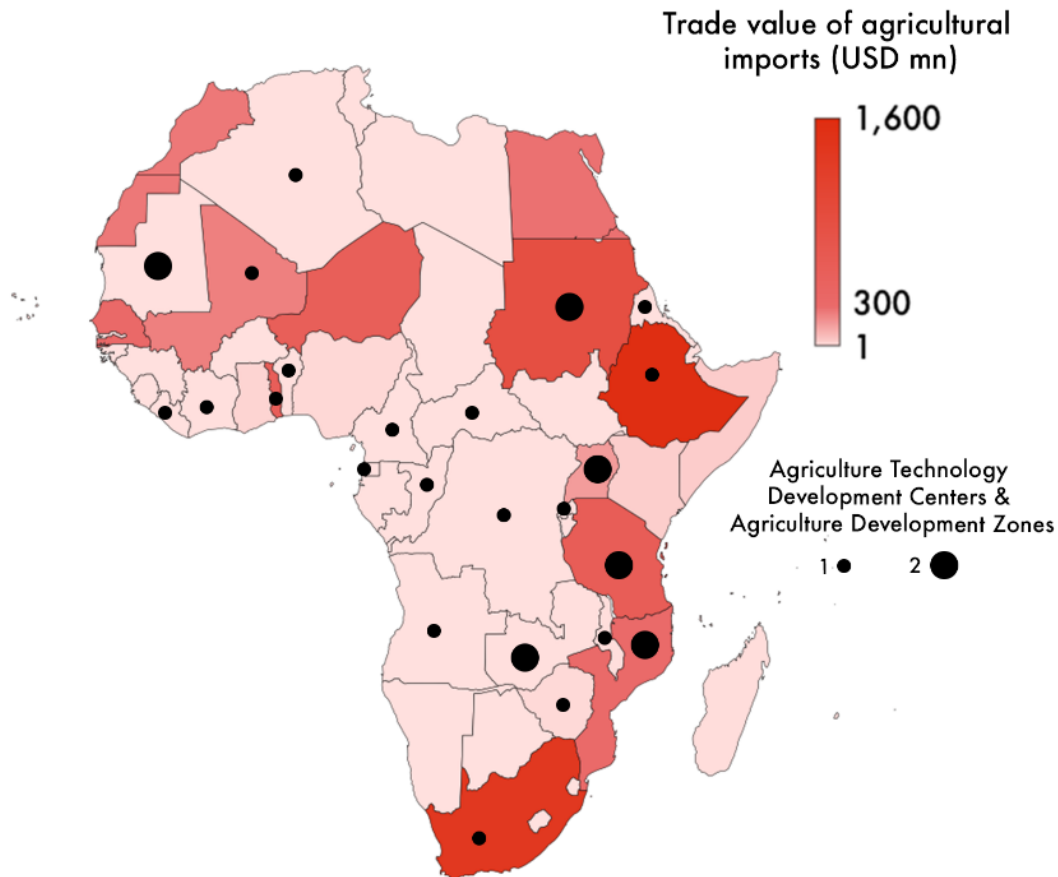 Trade value of agricultural
imports (USD mn)
1,600
300
1
Agriculture Technology
Development Centers &
Agriculture Development Zones
1 2